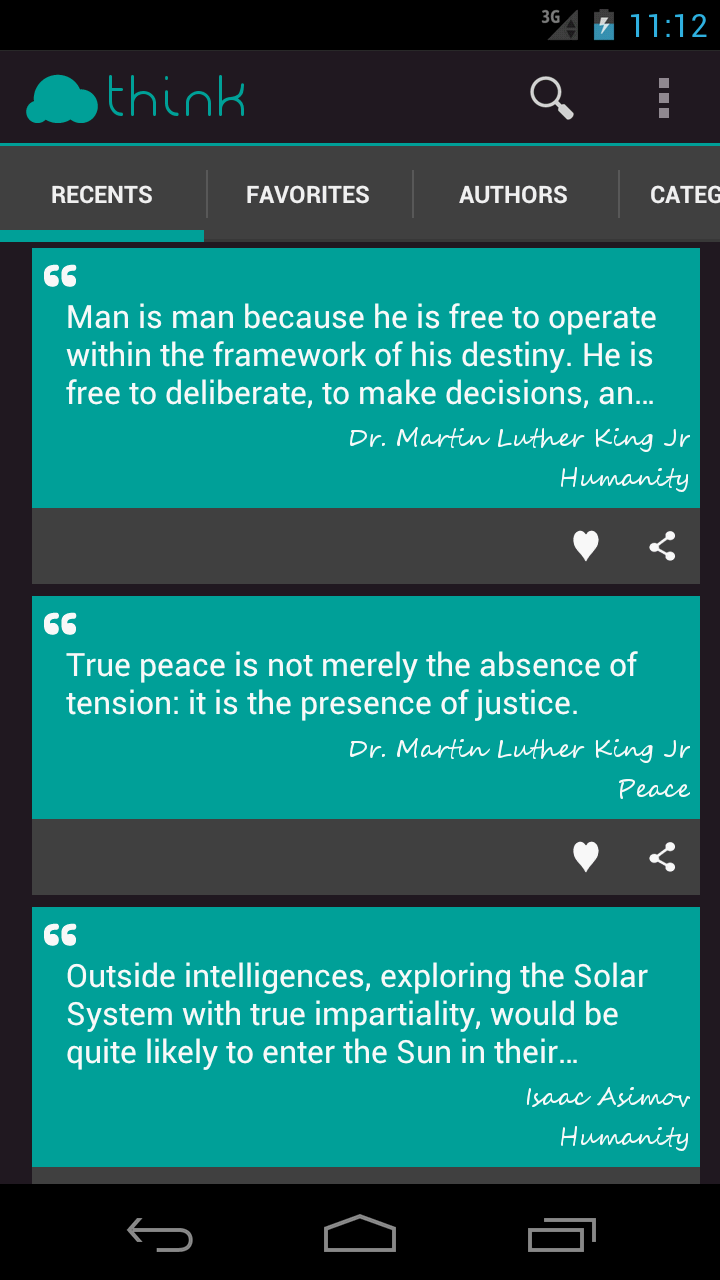 3G 11:12
think
RECENTS FAVORITES AUTHORS CATEG
Man is man because he is free to operate
within the framework of his destiny. He is
free to deliberate, to make decisions, an…
Dr. Martin Luther King Jr
Humanity
True peace is not merely the absence of
tension: it is the presence of justice.
Dr. Martin Luther King Jr
Peace
Outside intelligences, exploring the Solar
System with true impartiality, would be
quite likely to enter the Sun in their…
Isaac Asimov
Humanity